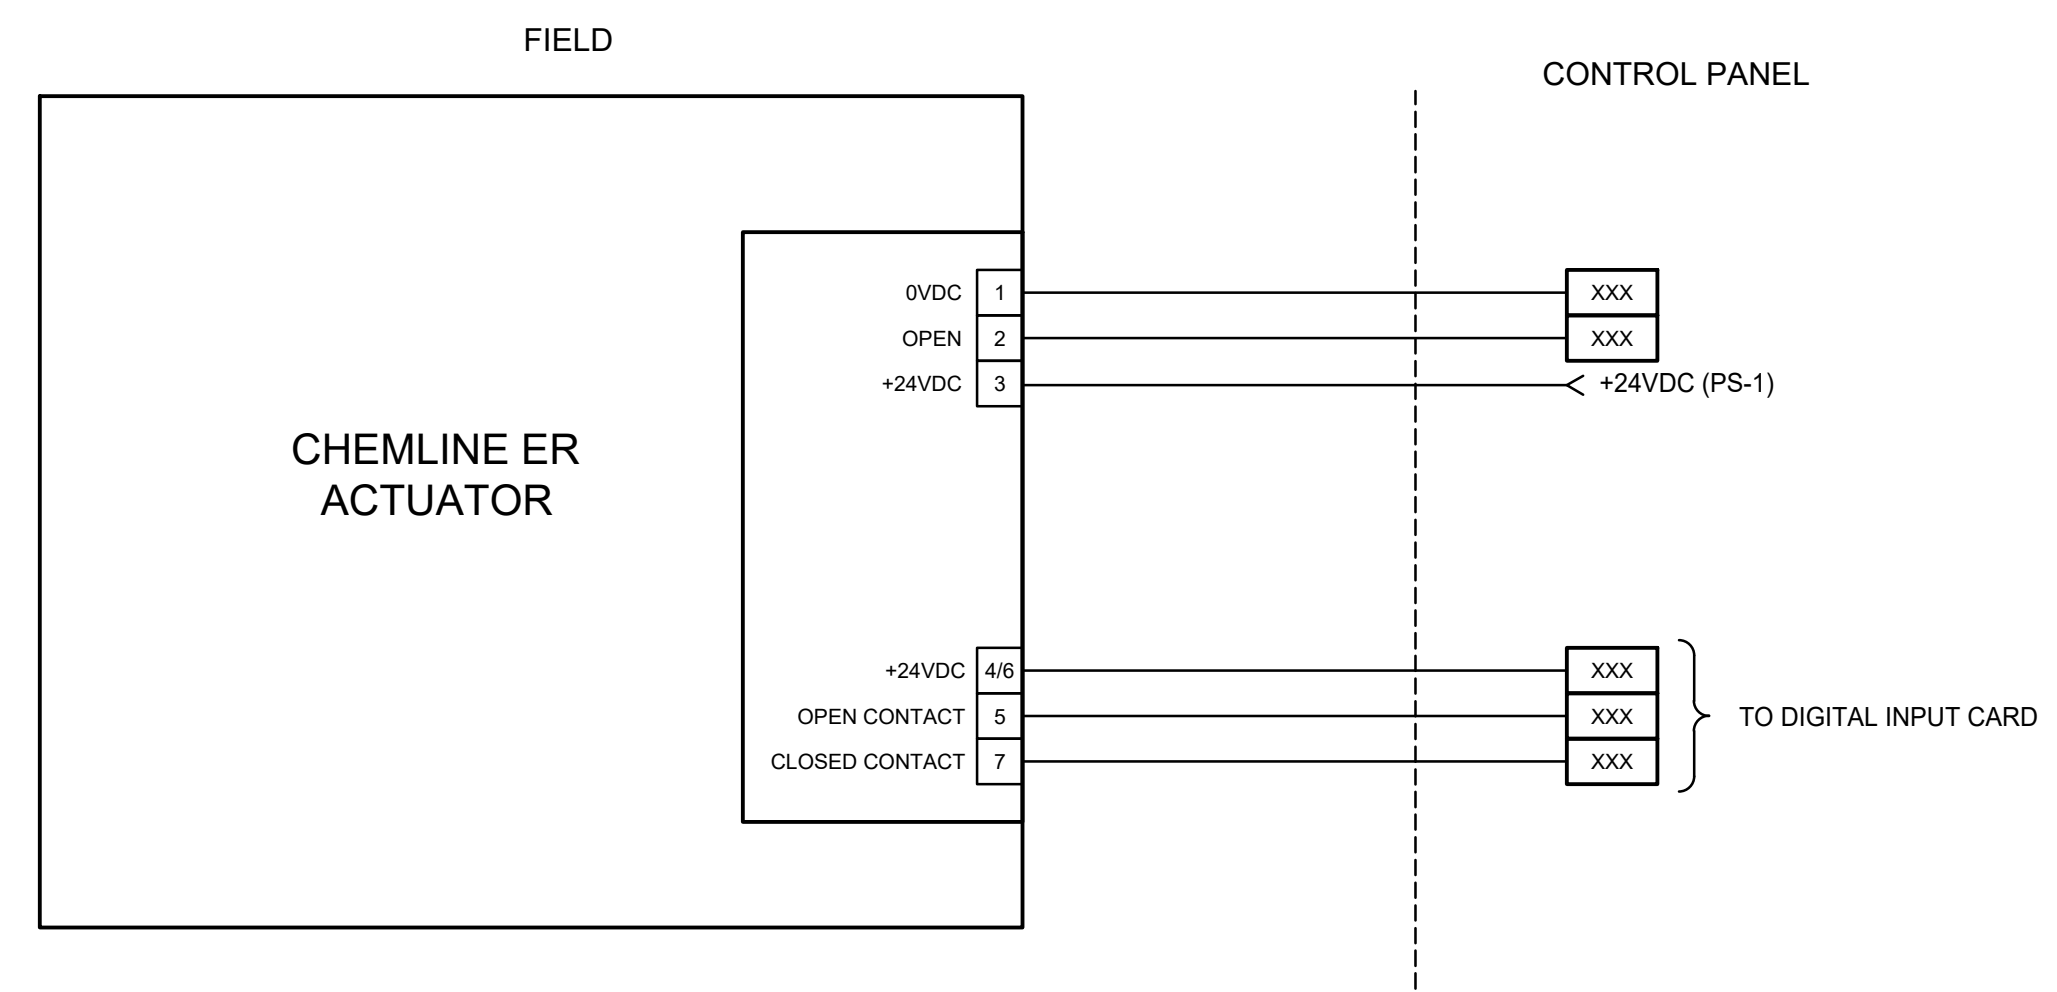 FIELD
CONTROL PANEL
0VDC 1 XXX
OPEN 2 XXX
+24VDC 3 +24VDC (PS-1)
CHEMLINE ER
ACTUATOR
+24VDC 4/6 XXX
OPEN CONTACT 5 XXX TO DIGITAL INPUT CARD
CLOSED CONTACT 7 XXX